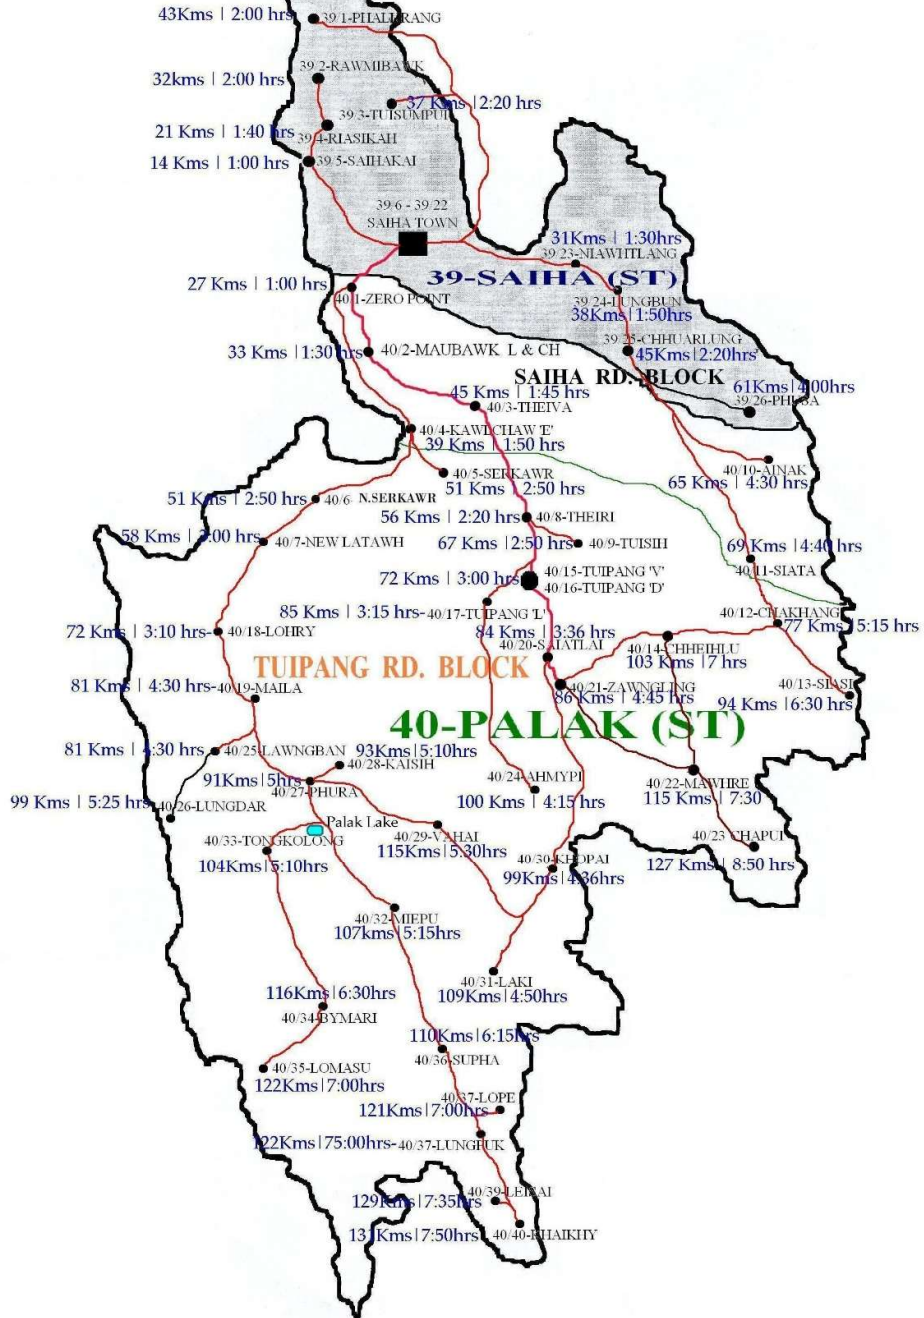 43Kms | 2:00 hrs
39/1-PHALHRANG
39/2-RAWMIBAWK
32kms | 2:00 hrs
37 Kms | 2:20 hrs
39/3-TUISUMPUI
21 Kms | 1:40 hrs
39/4-RIASIKAH
14 Kms | 1:00 hrs
39/5-SAIHAKAI
39/6 - 39/22
SAIHA TOWN
31Kms | 1:30hrs
39/23-NIAWHTLANG
39-SAIHA (ST)
27 Kms | 1:00 hrs
40/1-ZERO POINT
39/24-LUNGBUN
38Kms | 1:50hrs
39/25-CHHUARLUNG
33 Kms | 1:30 hrs
40/2-MAUBAWK L & CH
45Kms | 2:20hrs
SAIHA RD. BLOCK
61Kms | 4:00hrs
39/26-PHURA
45 Kms | 1:45 hrs
40/3-THEIVA
40/4-KAWLCHAW 'E'
39 Kms | 1:50 hrs
40/10-AINAK
65 Kms | 4:30 hrs
40/5-SERKAWR
51 Kms | 2:50 hrs
51 Kms | 2:50 hrs
40/6- N.SERKAWR
56 Kms | 2:20 hrs
40/8-THEIRI
58 Kms | 3:00 hrs
40/7-NEW LATAWH
67 Kms | 2:50 hrs
40/9-TUISIH
69 Kms | 4:40 hrs
40/11-SIATA
72 Kms | 3:00 hrs
40/15-TUIPANG 'V'
40/16-TUIPANG 'D'
85 Kms | 3:15 hrs-
40/17-TUIPANG 'L'
40/12-CHAKHANG
77 Kms | 5:15 hrs
72 Kms | 3:10 hrs-
40/18-LOHRY
84 Kms | 3:36 hrs
40/20-SAIATLAI
40/14-CHHEIHLU
103 Kms | 7 hrs
TUIPANG RD. BLOCK
81 Kms | 4:30 hrs-
40/19-MAILA
40/21-ZAWNGLING
86 Kms | 4:45 hrs
40/13-SIASI
94 Kms | 6:30 hrs
40-PALAK (ST)
81 Kms | 4:30 hrs-
40/25-LAWNGBAN
93Kms | 5:10hrs
40/28-KAISIH
91Kms | 5hrs
40/27-PHURA
40/24-AHMYPI
100 Kms | 4:15 hrs
40/22-MAWHRE
115 Kms | 7:30
99 Kms | 5:25 hrs
40/26-LUNGDAR
Palak Lake
40/33-TONGKOLONG
104Kms | 5:10hrs
40/29-VAHAI
115Kms | 5:30hrs
40/23 CHAPUI
127 Kms | 8:50 hrs
40/30-KHOPAI
99Kms | 4:36hrs
40/32-MIEPU
107kms | 5:15hrs
40/31-LAKI
109Kms | 4:50hrs
116Kms | 6:30hrs
40/34-BYMARI
110Kms | 6:15hrs
40/36-SUPHA
40/35-LOMASU
122Kms | 7:00hrs
40/37-LOPE
121Kms | 7:00hrs
122Kms | 75:00hrs-
40/37-LUNGPUK
40/39-LEISAI
129Kms | 7:35hrs
131Kms | 7:50hrs
40/40-KHAIKHY